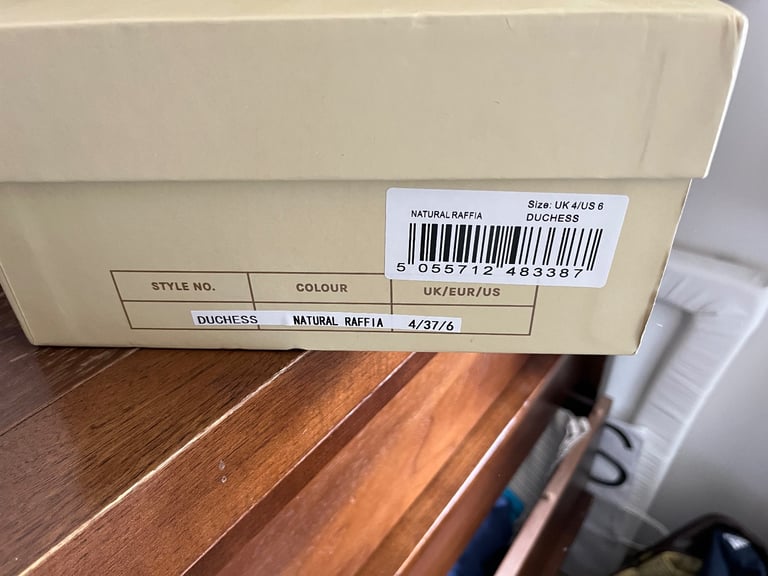 Size: UK 4/US 6
NATURAL RAFFIA DUCHESS
5 055712 483387
STYLE NO. COLOUR UK/EUR/US
DUCHESS NATURAL RAFFIA 4/37/6
S